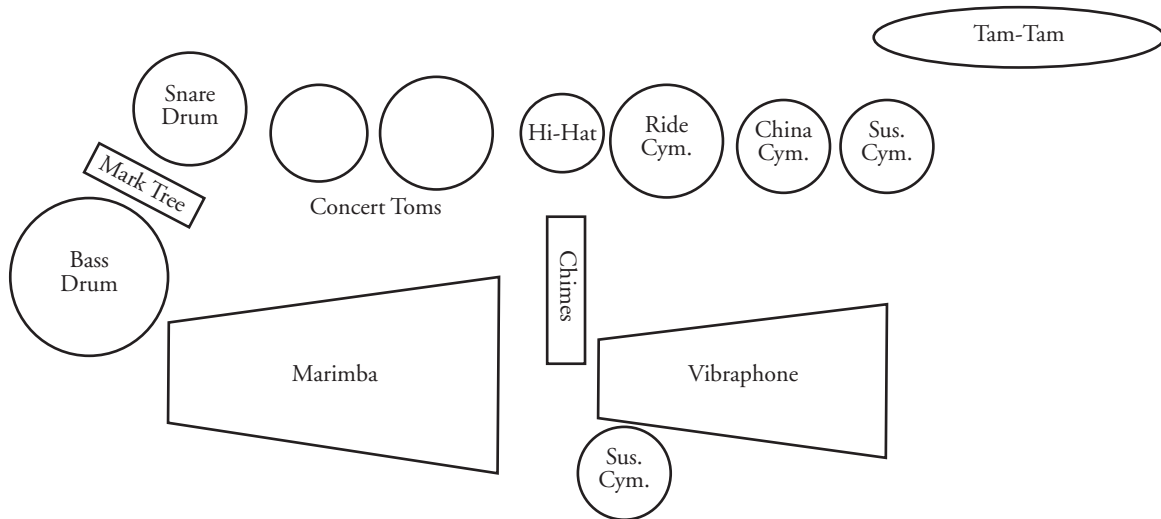 Tam-Tam
Snare
Drum
Hi-Hat
Ride
Cym.
China
Cym.
Sus.
Cym.
Mark Tree
Concert Toms
Bass
Drum
Chimes
Marimba
Vibraphone
Sus.
Cym.